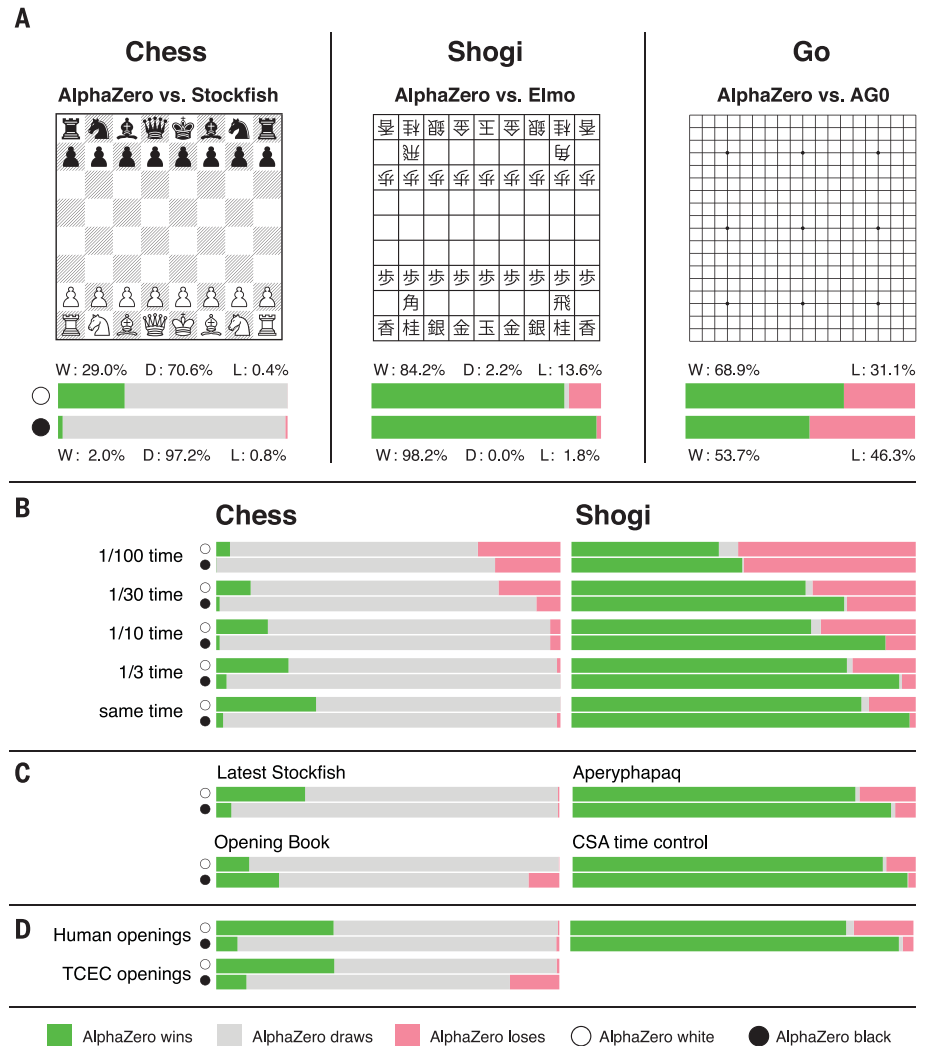 A
Chess
Shogi
Go
AlphaZero vs. Stockfish
AlphaZero vs. Elmo
AlphaZero vs. AG0
香桂銀金玉金銀桂香
飛 角
歩歩歩歩歩歩歩歩歩
歩歩歩歩歩歩歩歩歩
角 飛
香桂銀金玉金銀桂香
W: 29.0% D: 70.6% L: 0.4%
W: 84.2% D: 2.2% L: 13.6%
W: 68.9% L: 31.1%
W: 2.0% D: 97.2% L: 0.8%
W: 98.2% D: 0.0% L: 1.8%
W: 53.7% L: 46.3%
B
Chess
Shogi
1/100 time
1/30 time
1/10 time
1/3 time
same time
C
Latest Stockfish
Aperyphapaq
Opening Book
CSA time control
D
Human openings
TCEC openings
AlphaZero wins
AlphaZero draws
AlphaZero loses
AlphaZero white
AlphaZero black